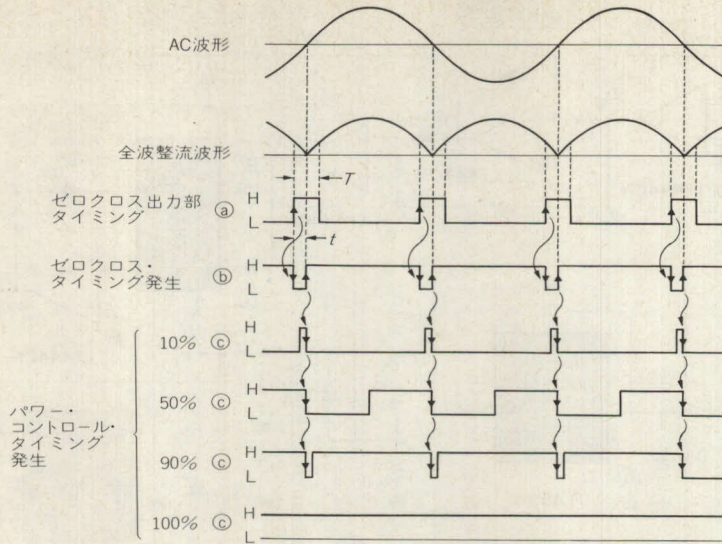 AC波形
全波整流波形
T
ゼロクロス出力部
タイミング
ⓐ
H
L
t
ゼロクロス・
タイミング発生
ⓑ
H
L
パワー・
コントロール・
タイミング
発生
10% ⓒ
H
L
50% ⓒ
H
L
90% ⓒ
H
L
100% ⓒ
H
L